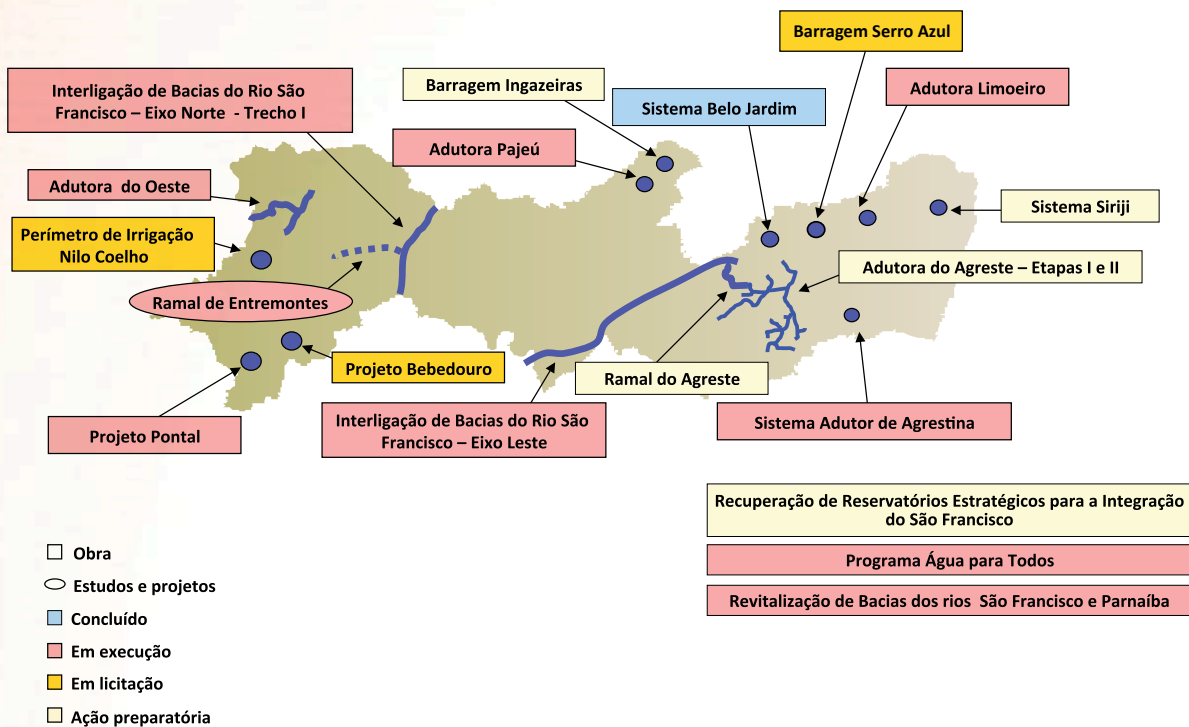 Barragem Serro Azul
Interligação de Bacias do Rio São
Francisco – Eixo Norte - Trecho I
Barragem Ingazeiras
Sistema Belo Jardim
Adutora Limoeiro
Adutora Pajeú
Adutora do Oeste
Sistema Siriji
Perímetro de Irrigação
Nilo Coelho
Adutora do Agreste – Etapas I e II
Ramal de Entremontes
Projeto Bebedouro
Ramal do Agreste
Projeto Pontal
Interligação de Bacias do Rio São
Francisco – Eixo Leste
Sistema Adutor de Agrestina
Recuperação de Reservatórios Estratégicos para a Integração
do São Francisco
Programa Água para Todos
Revitalização de Bacias dos rios São Francisco e Parnaíba
Obra
Estudos e projetos
Concluído
Em execução
Em licitação
Ação preparatória